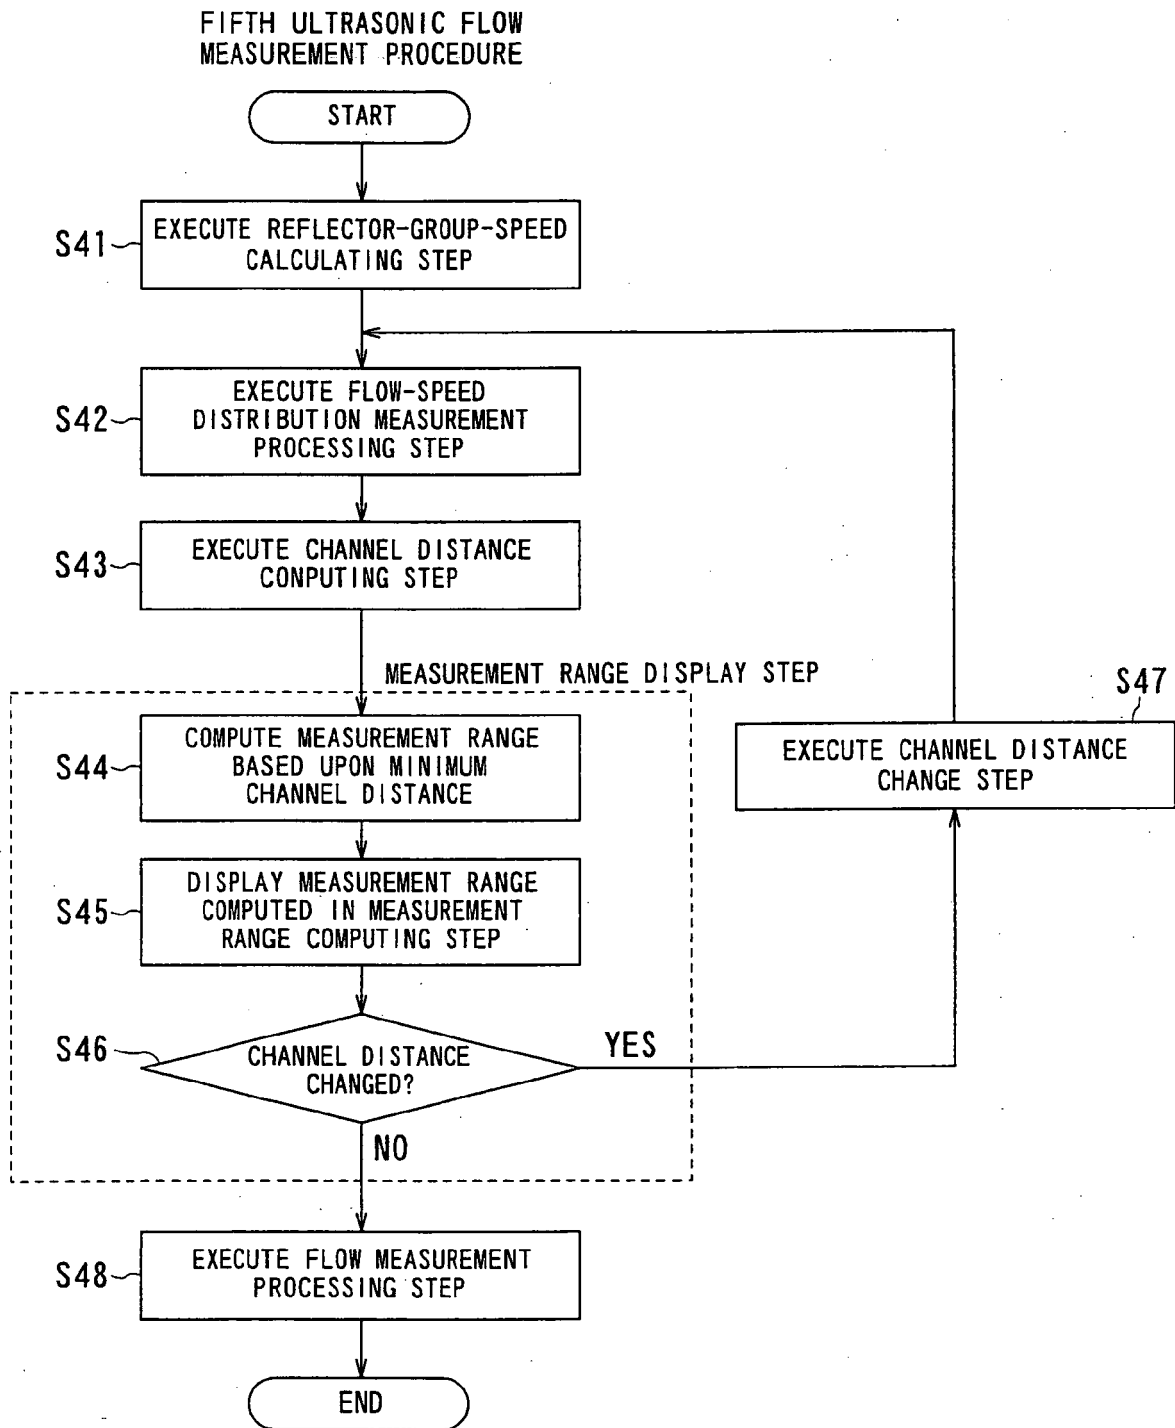 FIFTH ULTRASONIC FLOW
MEASUREMENT PROCEDURE
START
S41
EXECUTE REFLECTOR-GROUP-SPEED
CALCULATING STEP
S42
EXECUTE FLOW-SPEED
DISTRIBUTION MEASUREMENT
PROCESSING STEP
S43
EXECUTE CHANNEL DISTANCE
CONPUTING STEP
MEASUREMENT RANGE DISPLAY STEP
S44
COMPUTE MEASUREMENT RANGE
BASED UPON MINIMUM
CHANNEL DISTANCE
S47
EXECUTE CHANNEL DISTANCE
CHANGE STEP
S45
DISPLAY MEASUREMENT RANGE
COMPUTED IN MEASUREMENT
RANGE COMPUTING STEP
S46
CHANNEL DISTANCE
CHANGED?
YES
NO
S48
EXECUTE FLOW MEASUREMENT
PROCESSING STEP
END